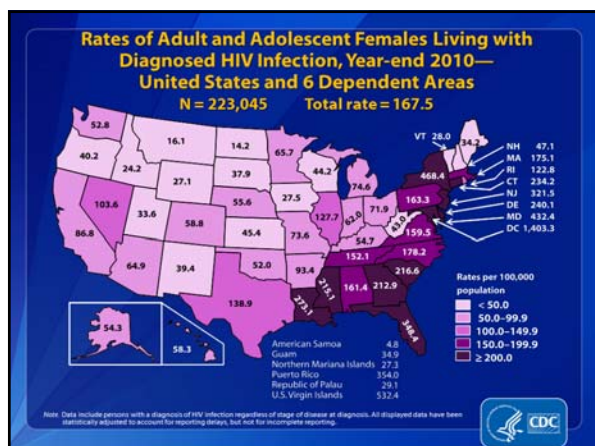 Rates of Adult and Adolescent Females Living with
Diagnosed HIV Infection, Year-end 2010—
United States and 6 Dependent Areas
N = 223,045 Total rate = 167.5
52.8
40.2
16.1
24.2
27.1
103.6
86.8
33.6
58.8
64.9
39.4
14.2
37.9
55.6
45.4
52.0
138.9
65.7
27.5
73.6
93.4
273.1
44.2
127.7
74.6
62.0
71.9
54.7
152.1
215.1
161.4
212.9
348.4
216.6
178.2
159.5
43.0
163.3
468.4
34.2
VT 28.0
NH 47.1
MA 175.1
RI 122.8
CT 234.2
NJ 321.5
DE 240.1
MD 432.4
DC 1,403.3
54.3
58.3
American Samoa 4.8
Guam 34.9
Northern Mariana Islands 27.3
Puerto Rico 354.0
Republic of Palau 29.1
U.S. Virgin Islands 532.4
Rates per 100,000
population
< 50.0
50.0–99.9
100.0–149.9
150.0–199.9
≥ 200.0
Note. Data include persons with a diagnosis of HIV infection regardless of stage of disease at diagnosis. All displayed data have been
statistically adjusted to account for reporting delays, but not for incomplete reporting.
CDC